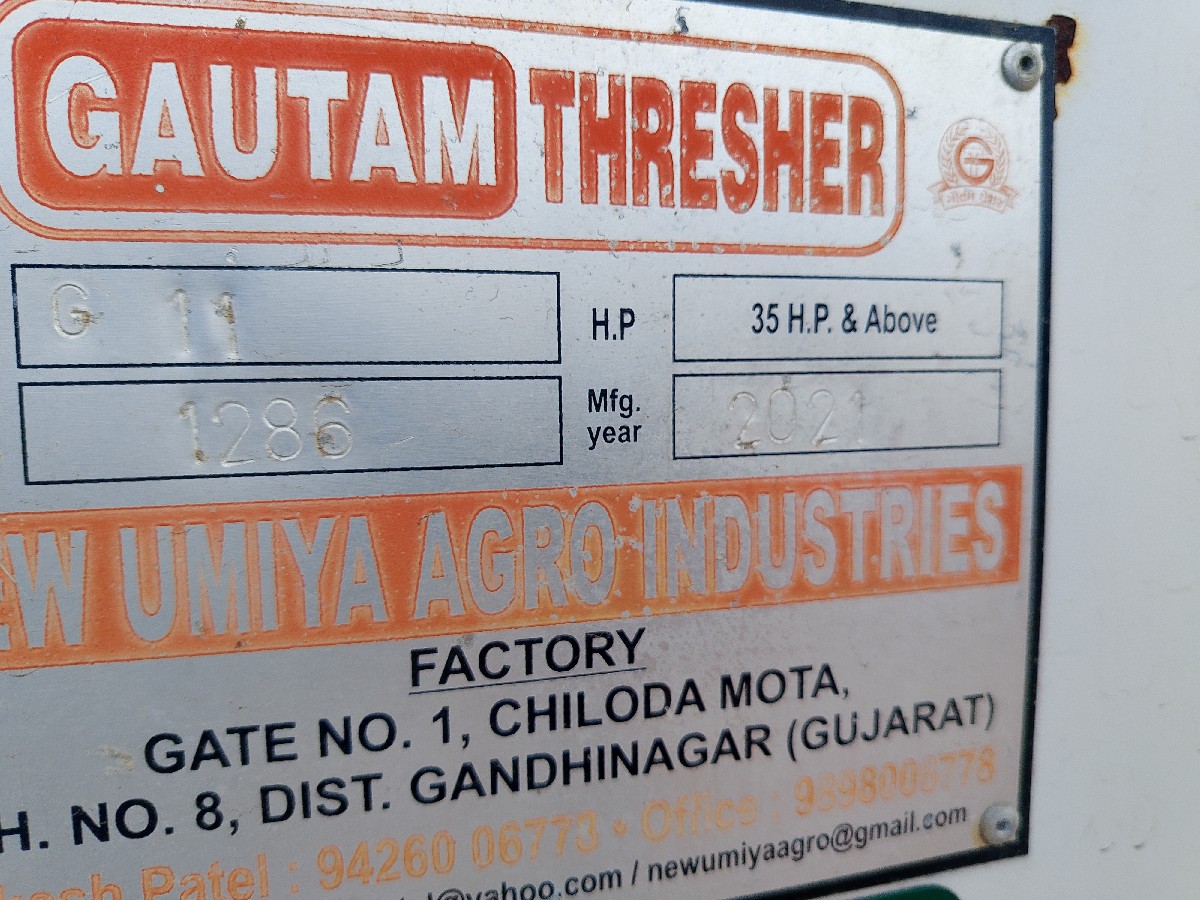 GAUTAM THRESHER
G
G 11 H.P 35 H.P. & Above
1286 Mfg. year 2021
UMIYA AGRO INDUSTRIES
FACTORY
GATE NO. 1, CHILODA MOTA,
H. NO. 8, DIST. GANDHINAGAR (GUJARAT)
Patel : 94260 06773 • Office :
@yahoo.com / newumiyaagro@gmail.com